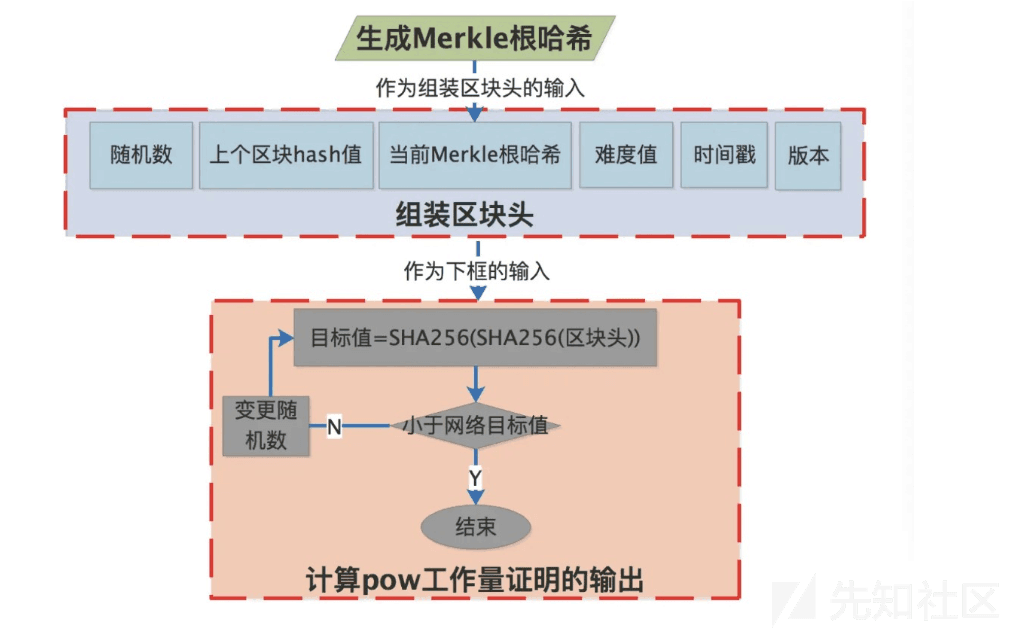 生成Merkle根哈希
作为组装区块头的输入
随机数
上个区块hash值
当前Merkle根哈希
难度值
时间戳
版本
组装区块头
作为下框的输入
目标值=SHA256(SHA256(区块头))
变更随
机数
N
小于网络目标值
Y
结束
计算pow工作量证明的输出
先知社区